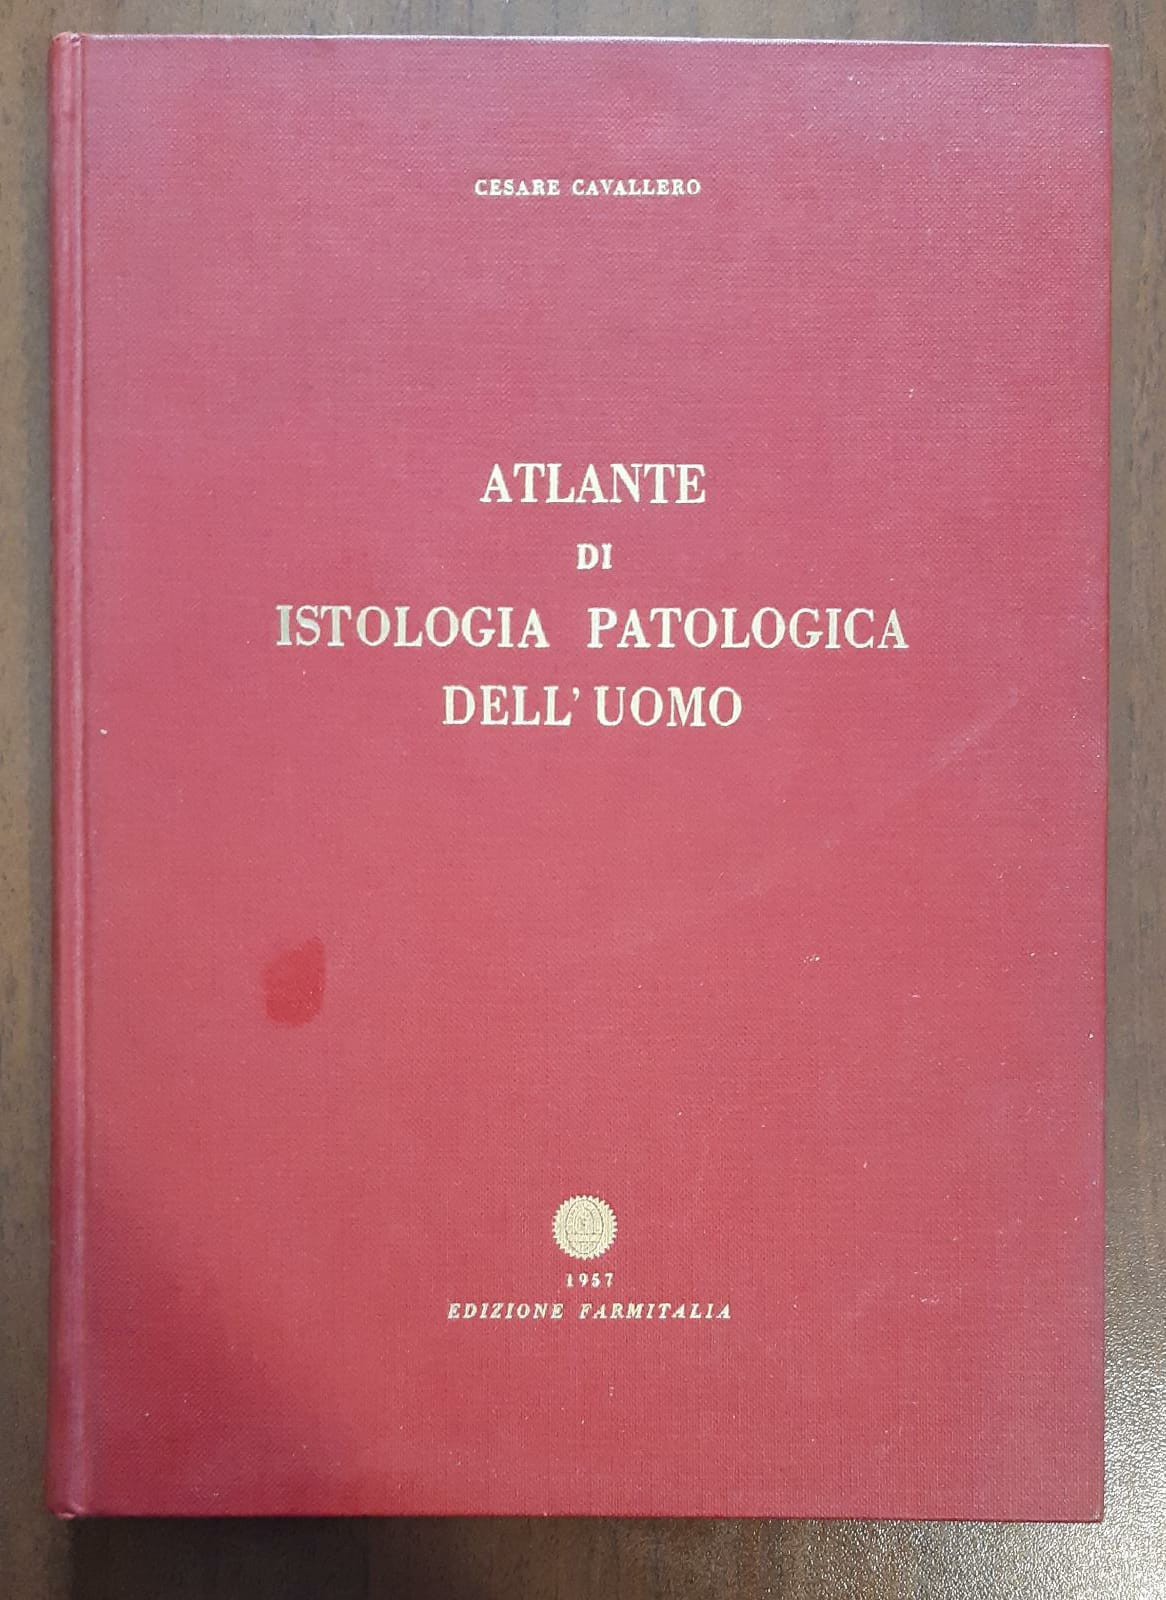 CESARE CAVALLERO
ATLANTE
DI
ISTOLOGIA PATOLOGICA
DELL' UOMO
1957
EDIZIONE FARMITALIA